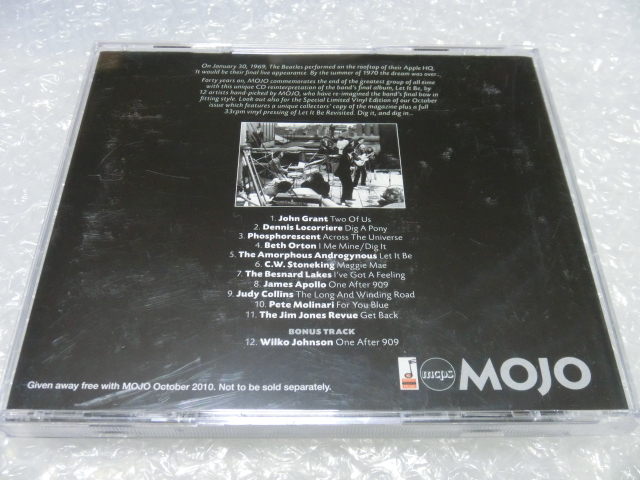 On January 30, 1969, The Beatles performed on the rooftop of their Apple HQ.
It would be their final live appearance. By the summer of 1970 the dream was over...
Forty years on, MOJO commemorates the end of the greatest group of all time
with this unique CD reinterpretation of the band's final album, Let It Be, by
12 artists hand-picked by MOJO, who have re-imagined the band's final bow in
fitting style. Look out also for the Special Limited Vinyl Edition of our October
issue which features a unique collectors' copy of the magazine plus a full
33rpm vinyl pressing of Let It Be Revisited. Dig it, and dig in...
1. John Grant Two Of Us
2. Dennis Locorriere Dig A Pony
3. Phosphorescent Across The Universe
4. Beth Orton I Me Mine/Dig It
5. The Amorphous Androgynous Let It Be
6. C.W. Stoneking Maggie Mae
7. The Besnard Lakes I've Got A Feeling
8. James Apollo One After 909
9. Judy Collins The Long And Winding Road
10. Pete Molinari For You Blue
11. The Jim Jones Revue Get Back
BONUS TRACK
12. Wilko Johnson One After 909
Given away free with MOJO October 2010. Not to be sold separately.
mcps
MOJO